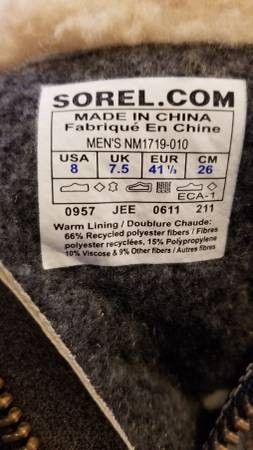 SOREL.COM
MADE IN CHINA
Fabriqué En Chine
MEN'S NM1719-010
USA UK EUR CM
8 7.5 41 ⅓ 26
ECA-1
0957 JEE 0611 211
Warm Lining / Doublure Chaude:
66% Recycled polyester fibers / Fibres
polyester recyclées, 15% Polypropylene
10% Viscose & 9% Other fibers / Autres fibres